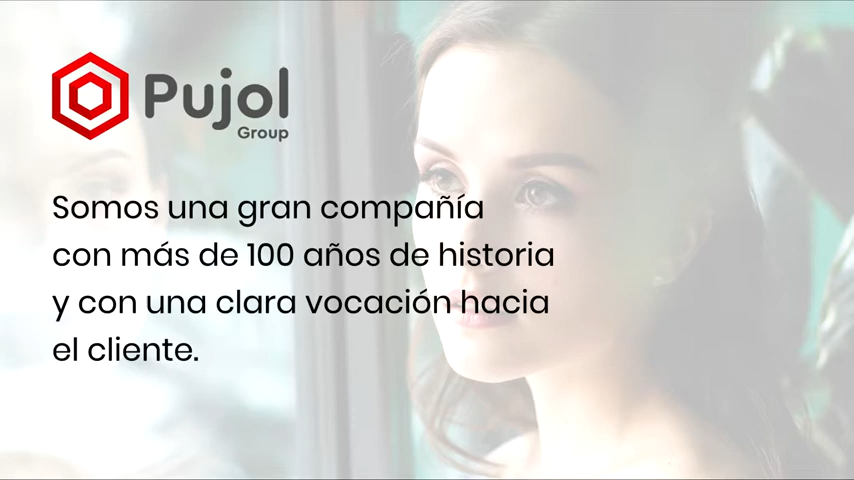 Pujol
Group
Somos una gran compañía
con más de 100 años de historia
y con una clara vocación hacia
el cliente.